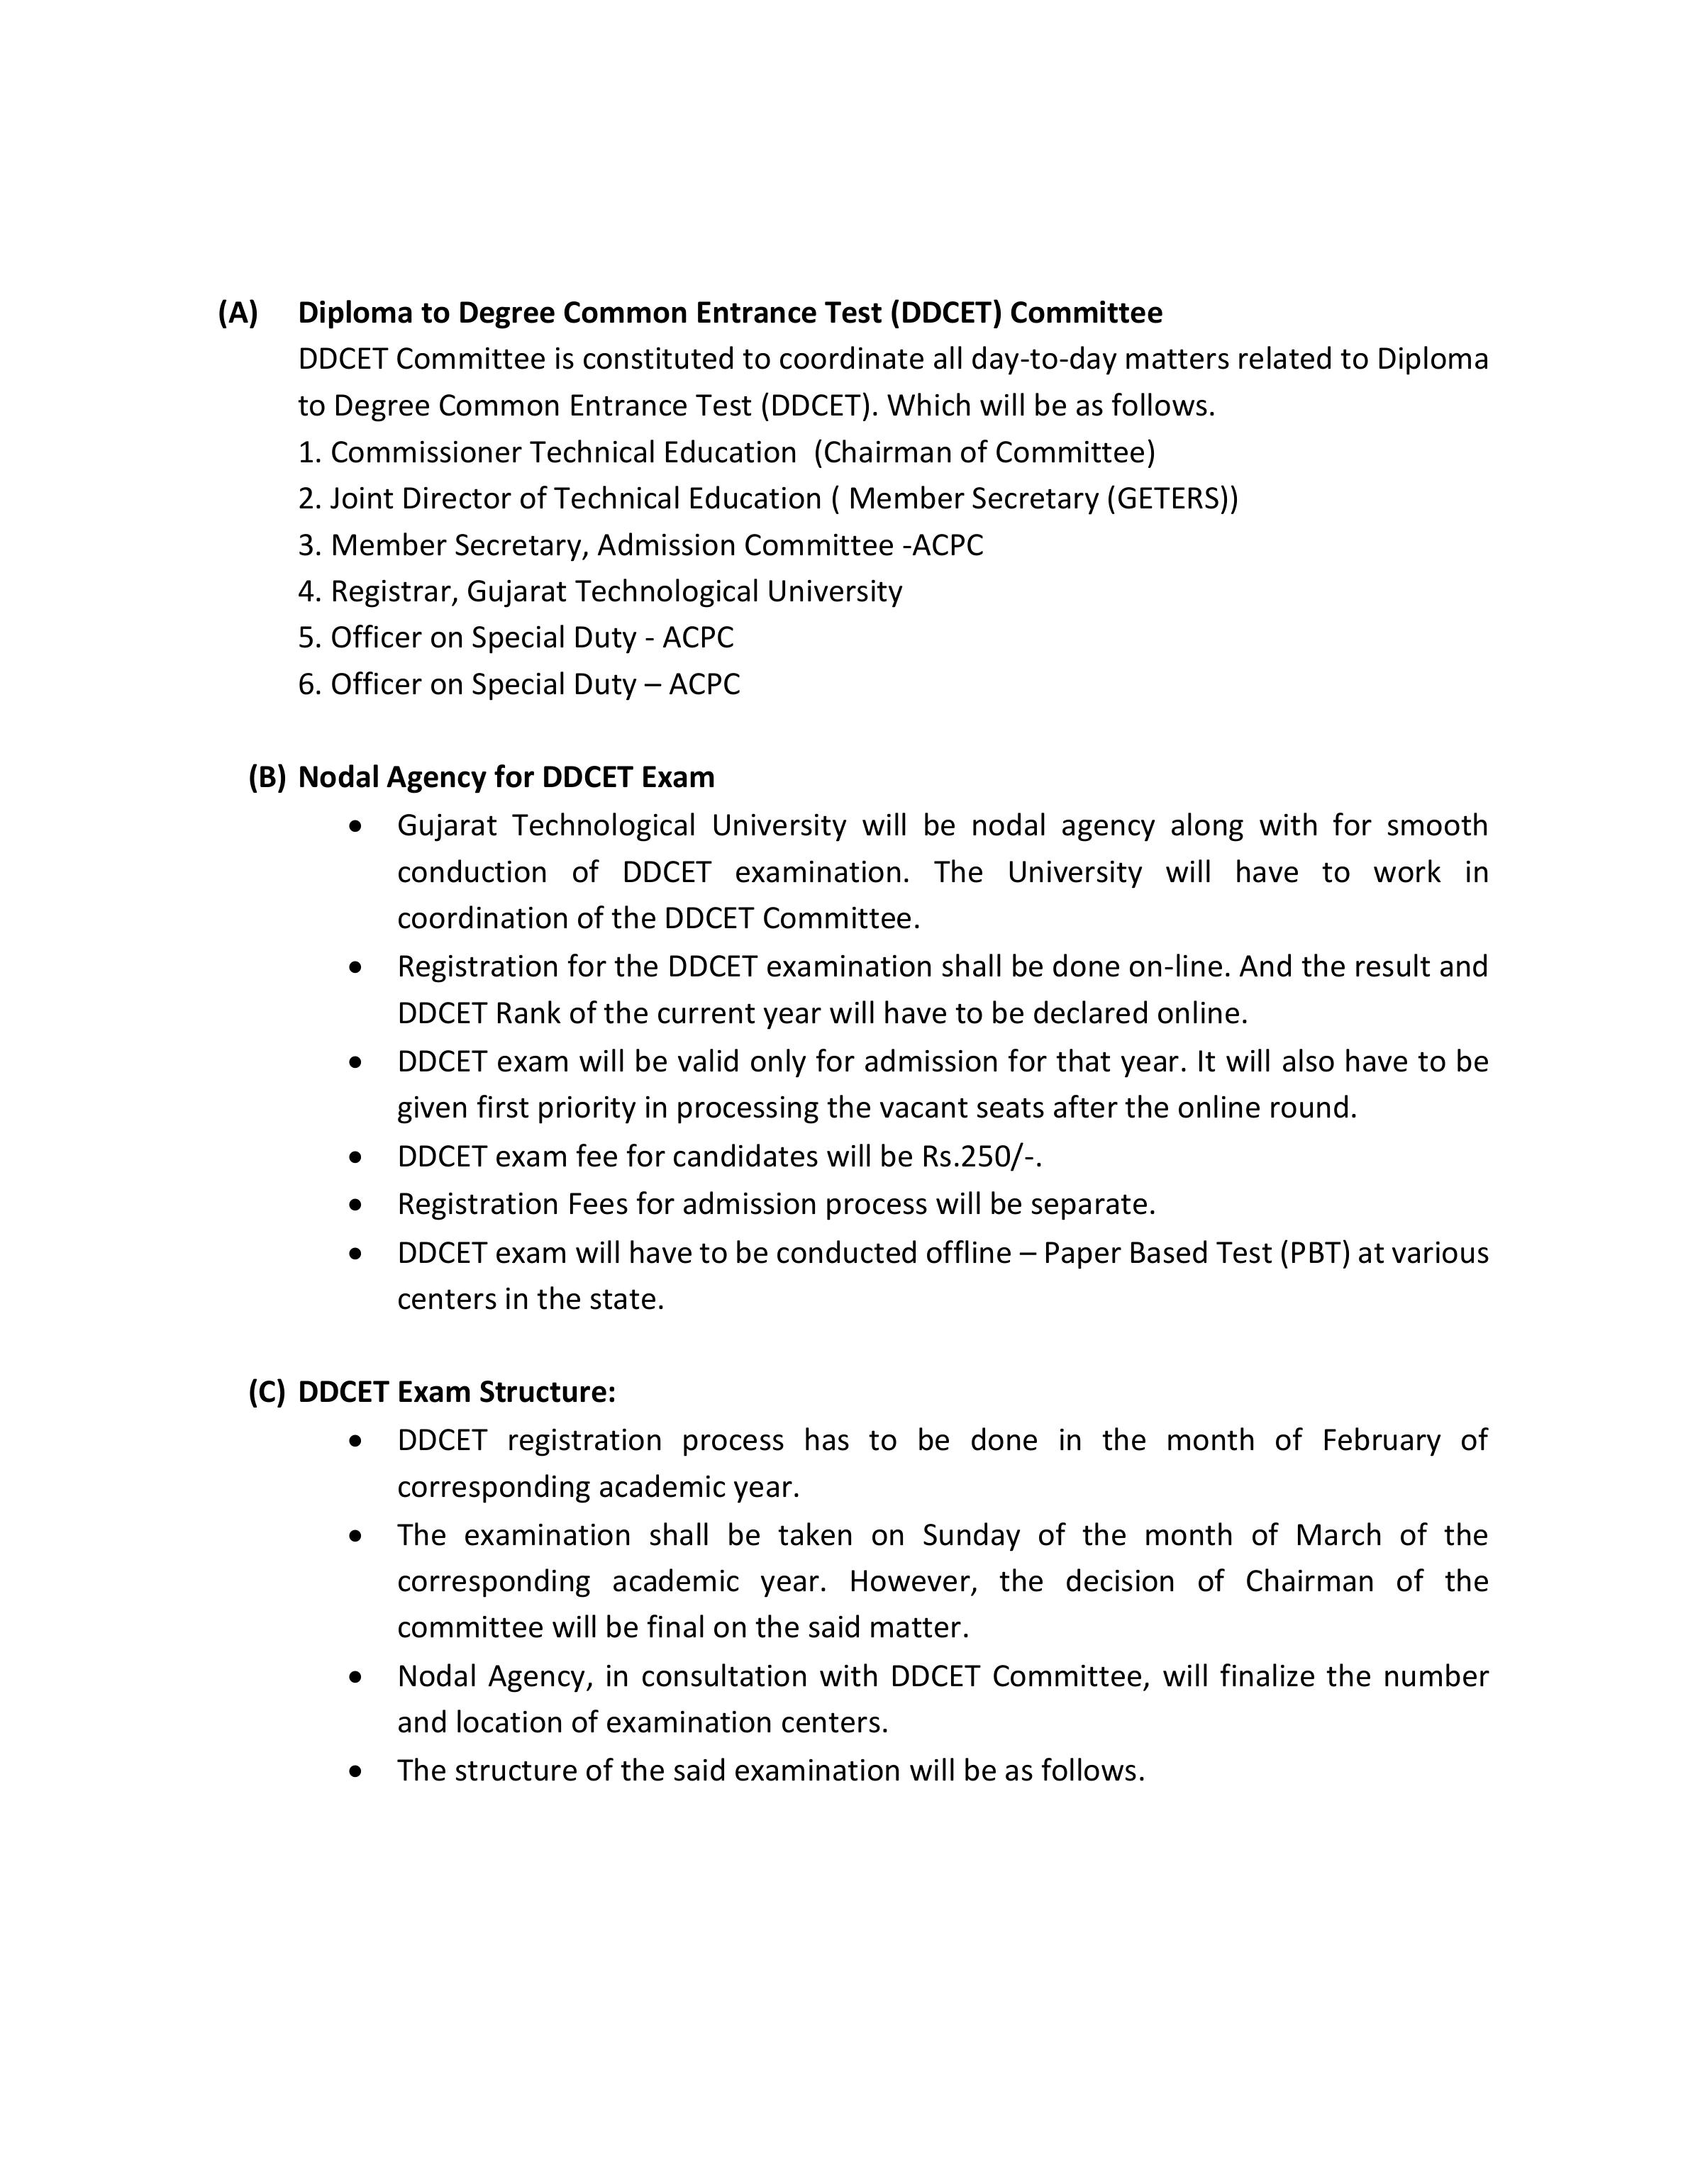 (A) Diploma to Degree Common Entrance Test (DDCET) Committee
DDCET Committee is constituted to coordinate all day-to-day matters related to Diploma
to Degree Common Entrance Test (DDCET). Which will be as follows.
1. Commissioner Technical Education  (Chairman of Committee)
2. Joint Director of Technical Education ( Member Secretary (GETERS))
3. Member Secretary, Admission Committee -ACPC
4. Registrar, Gujarat Technological University
5. Officer on Special Duty - ACPC
6. Officer on Special Duty – ACPC
(B) Nodal Agency for DDCET Exam
• Gujarat Technological University will be nodal agency along with for smooth
conduction of DDCET examination. The University will have to work in
coordination of the DDCET Committee.
• Registration for the DDCET examination shall be done on-line. And the result and
DDCET Rank of the current year will have to be declared online.
• DDCET exam will be valid only for admission for that year. It will also have to be
given first priority in processing the vacant seats after the online round.
• DDCET exam fee for candidates will be Rs.250/-.
• Registration Fees for admission process will be separate.
• DDCET exam will have to be conducted offline – Paper Based Test (PBT) at various
centers in the state.
(C) DDCET Exam Structure:
• DDCET registration process has to be done in the month of February of
corresponding academic year.
• The examination shall be taken on Sunday of the month of March of the
corresponding academic year. However, the decision of Chairman of the
committee will be final on the said matter.
• Nodal Agency, in consultation with DDCET Committee, will finalize the number
and location of examination centers.
• The structure of the said examination will be as follows.